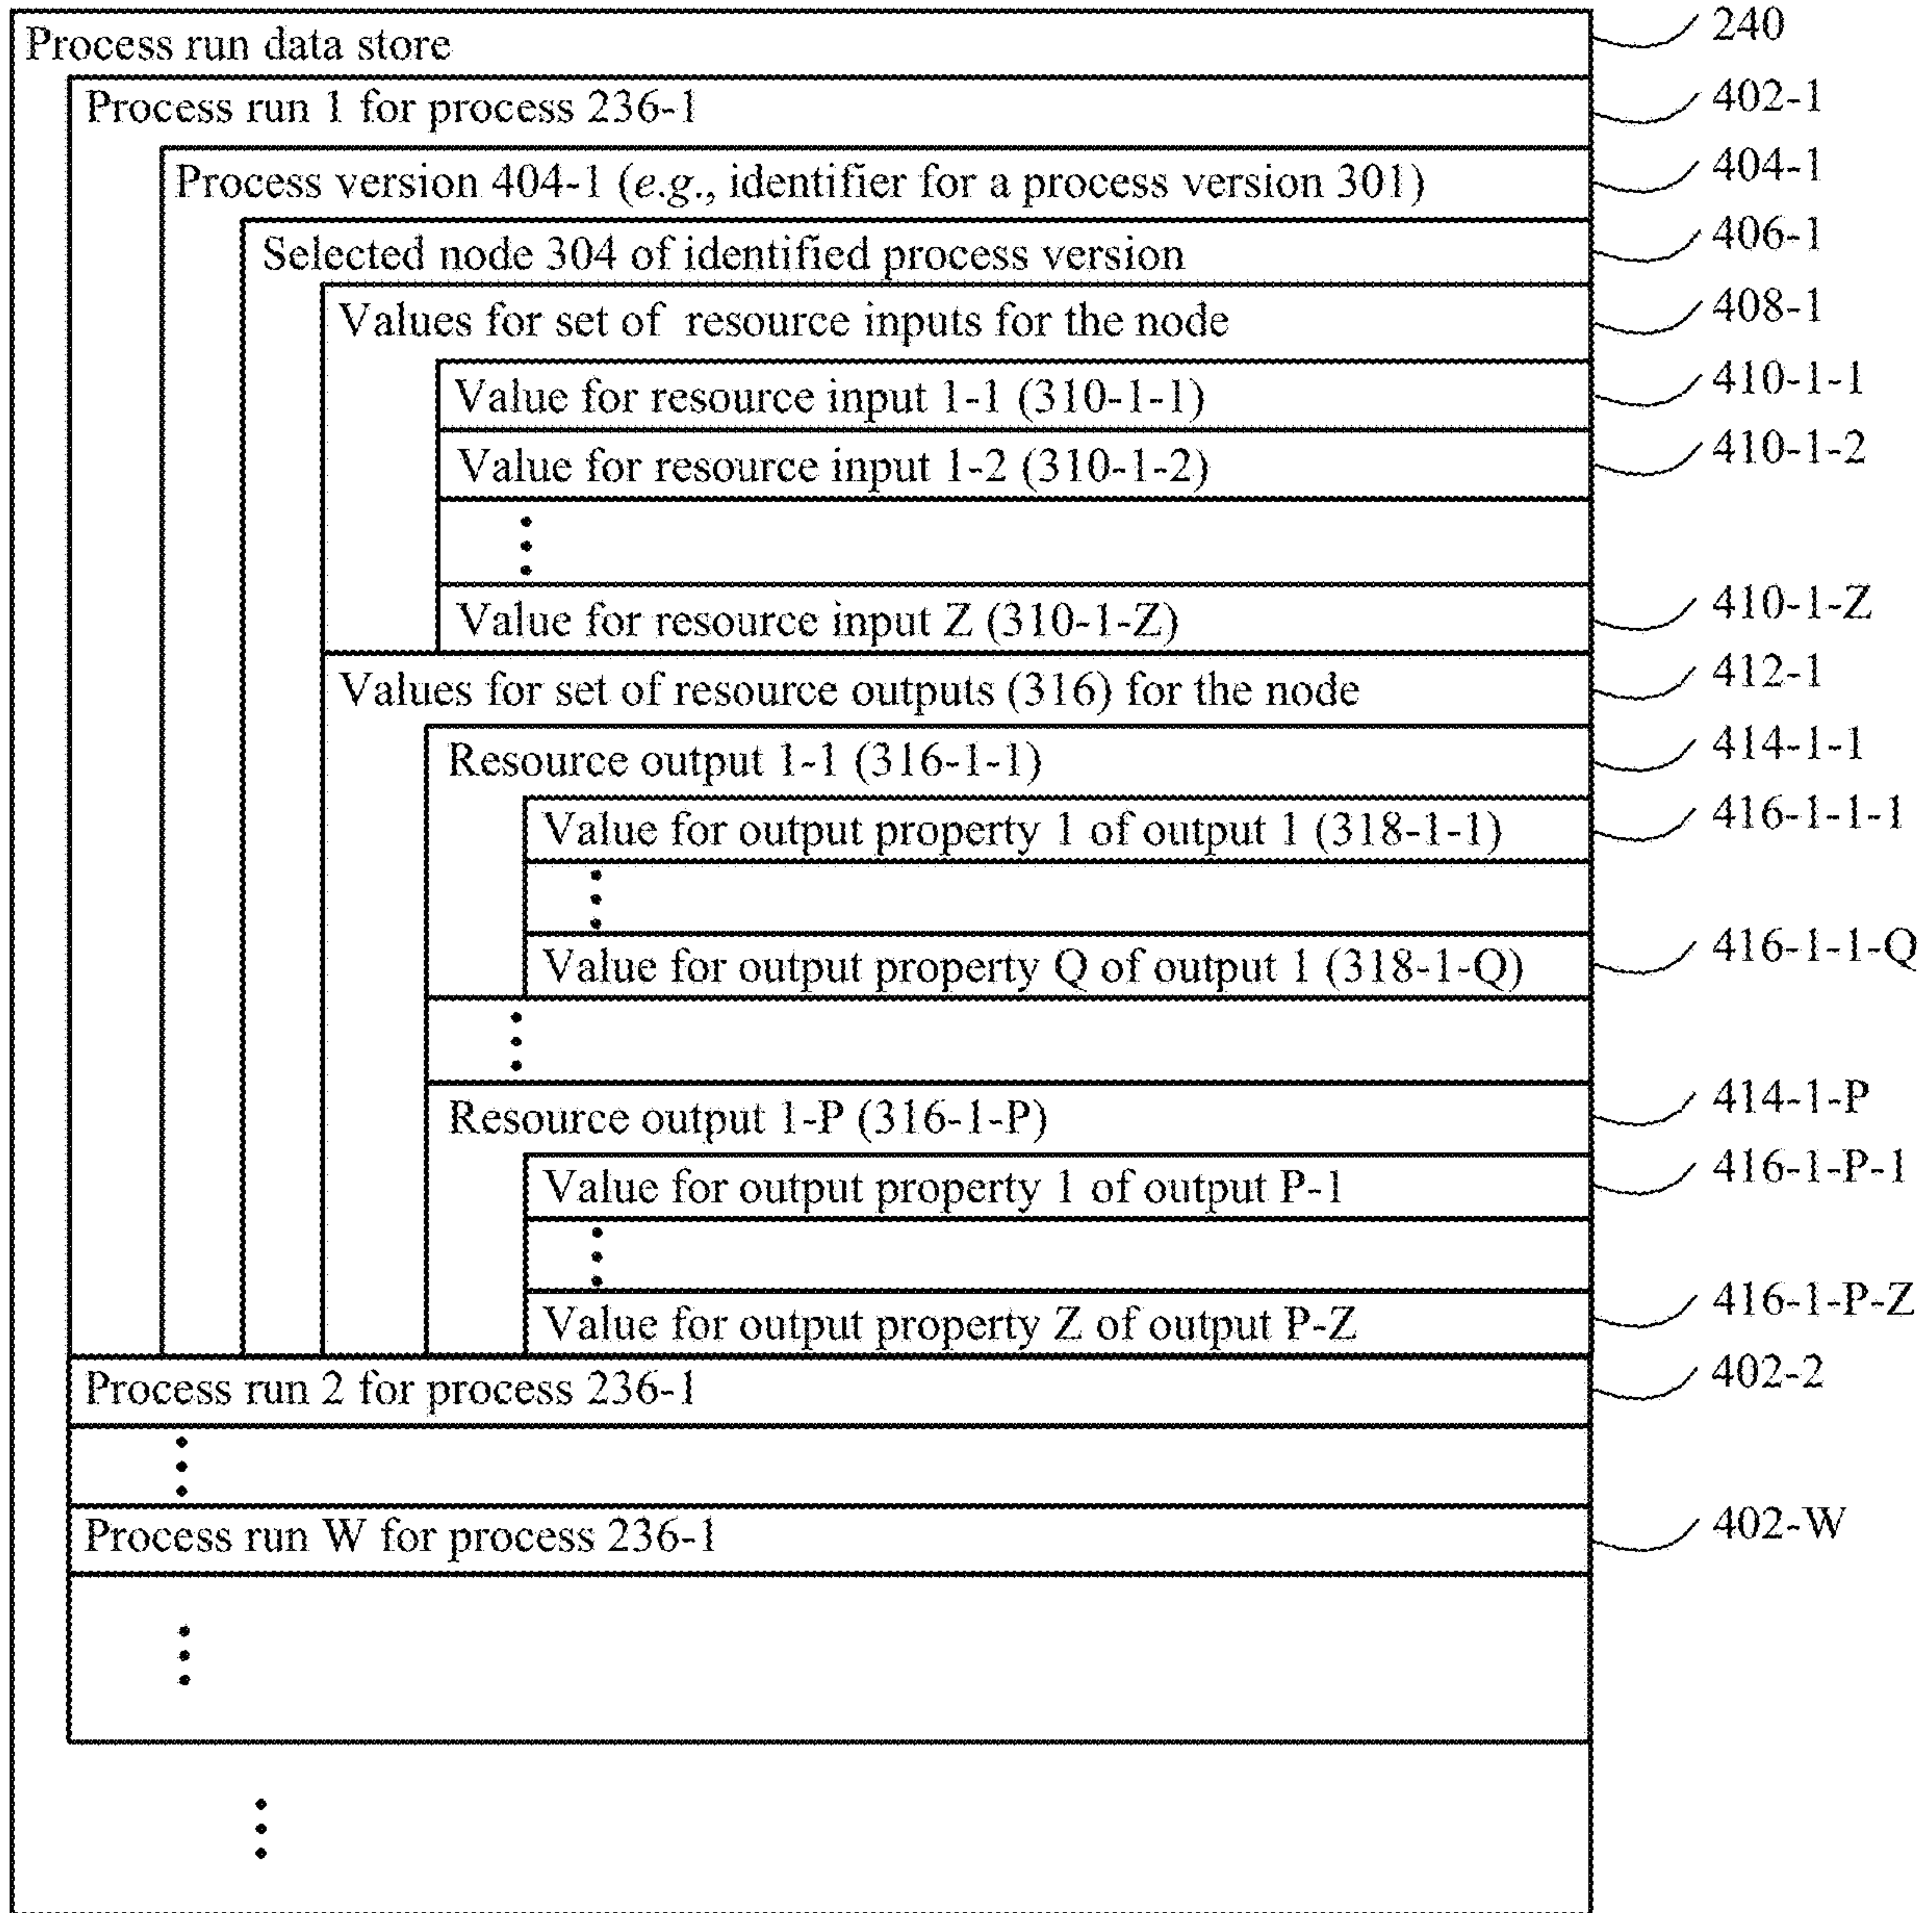 Process run data store 240
Process run 1 for process 236-1 402-1
Process version 404-1 (e.g., identifier for a process version 301) 404-1
Selected node 304 of identified process version 406-1
Values for set of resource inputs for the node 408-1
Value for resource input 1-1 (310-1-1) 410-1-1
Value for resource input 1-2 (310-1-2) 410-1-2
Value for resource input Z (310-1-Z) 410-1-Z
Values for set of resource outputs (316) for the node 412-1
Resource output 1-1 (316-1-1) 414-1-1
Value for output property 1 of output 1 (318-1-1) 416-1-1-1
Value for output property Q of output 1 (318-1-Q) 416-1-1-Q
Resource output 1-P (316-1-P) 414-1-P
Value for output property 1 of output P-1 416-1-P-1
Value for output property Z of output P-Z 416-1-P-Z
Process run 2 for process 236-1 402-2
Process run W for process 236-1 402-W